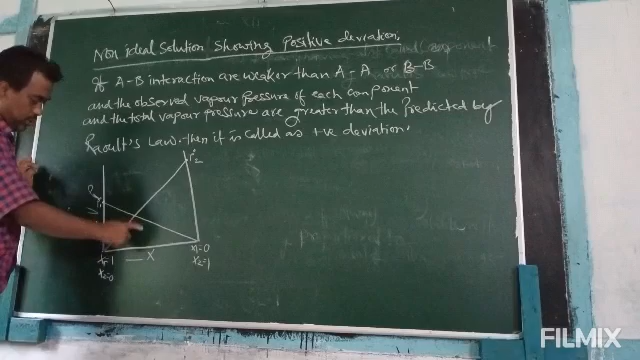 Non ideal solution showing positive deviation.
If A-B interaction are weaker than A-A or B-B
and the observed vapour pressure of each component
and the total vapour pressure are greater than the predicted by
Raoult's Law. then it is called as +ve deviation.
P°2
x1=1
x2=0
X
x1=0
x2=1
FILMIX